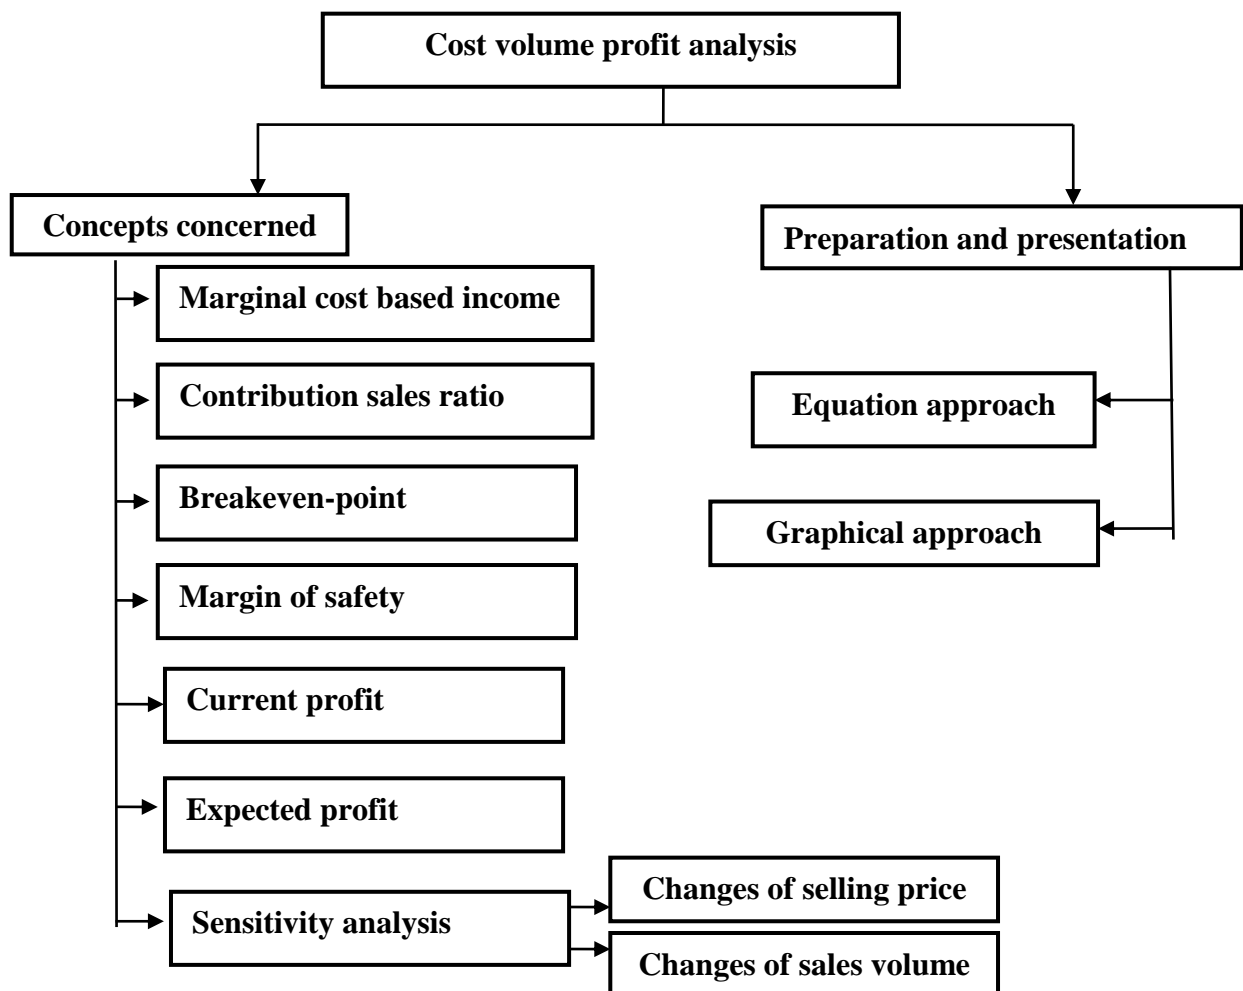 Cost volume profit analysis
Concepts concerned
Marginal cost based income
Contribution sales ratio
Breakeven-point
Margin of safety
Current profit
Expected profit
Sensitivity analysis
Changes of selling price
Changes of sales volume
Preparation and presentation
Equation approach
Graphical approach